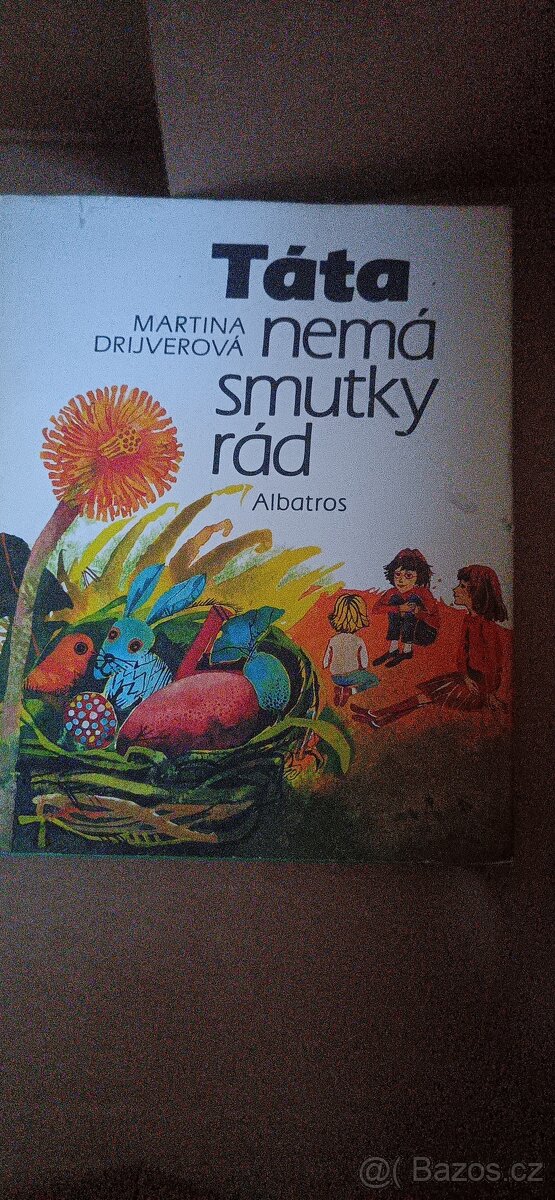 Táta
MARTINA
DRIJVEROVÁ
nemá
smutky
rád
Albatros
@( Bazos.cz